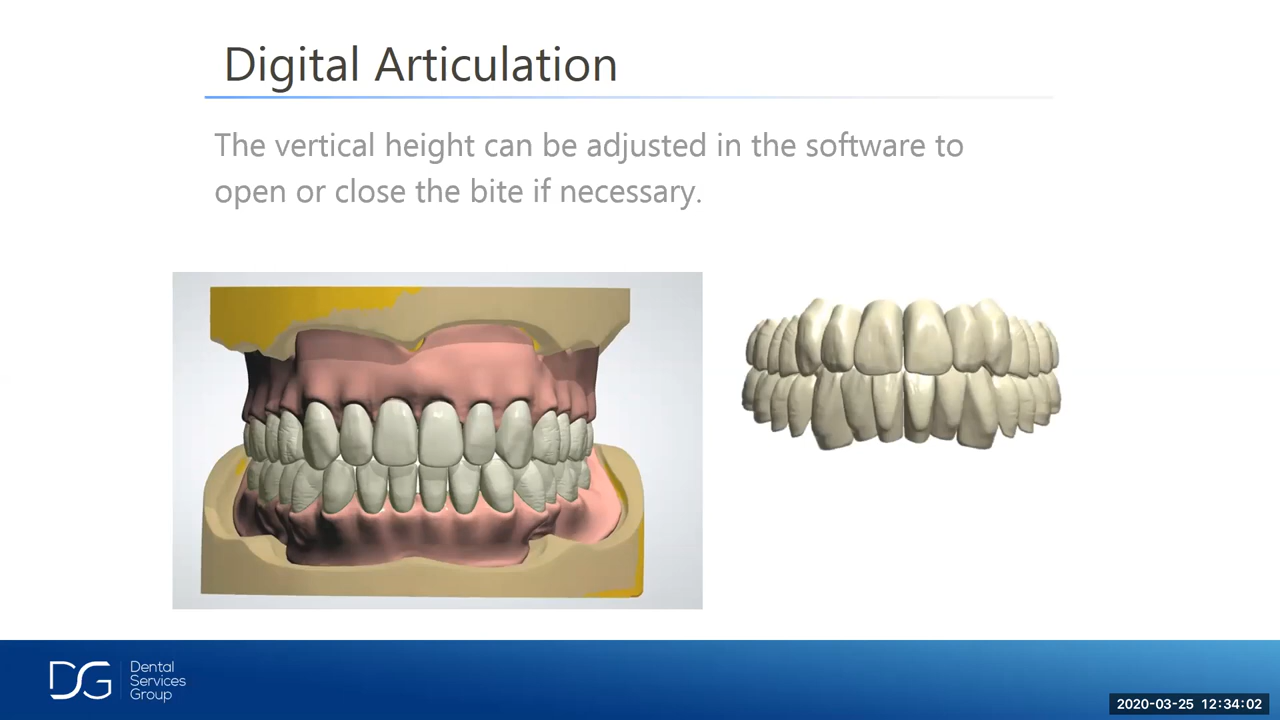 Digital Articulation
The vertical height can be adjusted in the software to
open or close the bite if necessary.
DG
Dental
Services
Group
2020-03-25 12:34:02